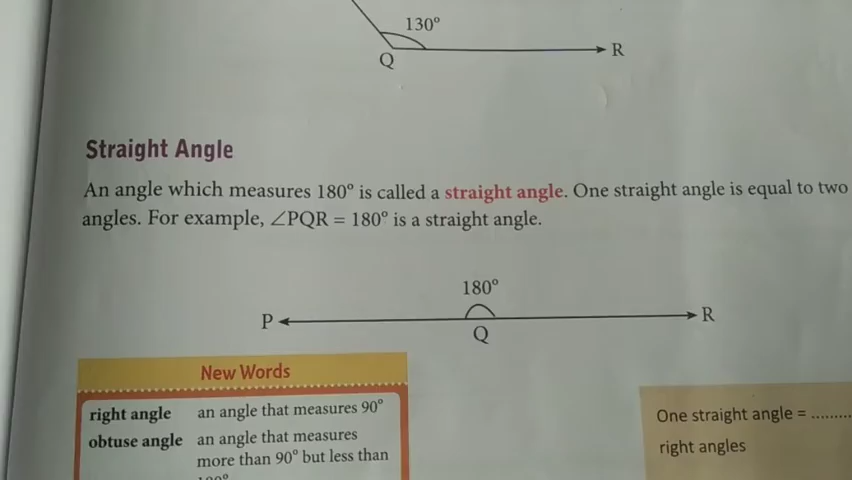 130°
Q
R
Straight Angle
An angle which measures 180° is called a straight angle. One straight angle is equal to two
angles. For example, ∠PQR = 180° is a straight angle.
180°
P
R
Q
New Words
right angle an angle that measures 90°
obtuse angle an angle that measures
more than 90° but less than
One straight angle = .........
right angles